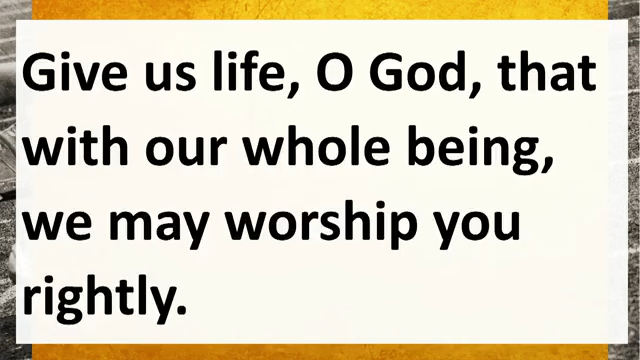 Give us life, O God, that
with our whole being,
we may worship you
rightly.